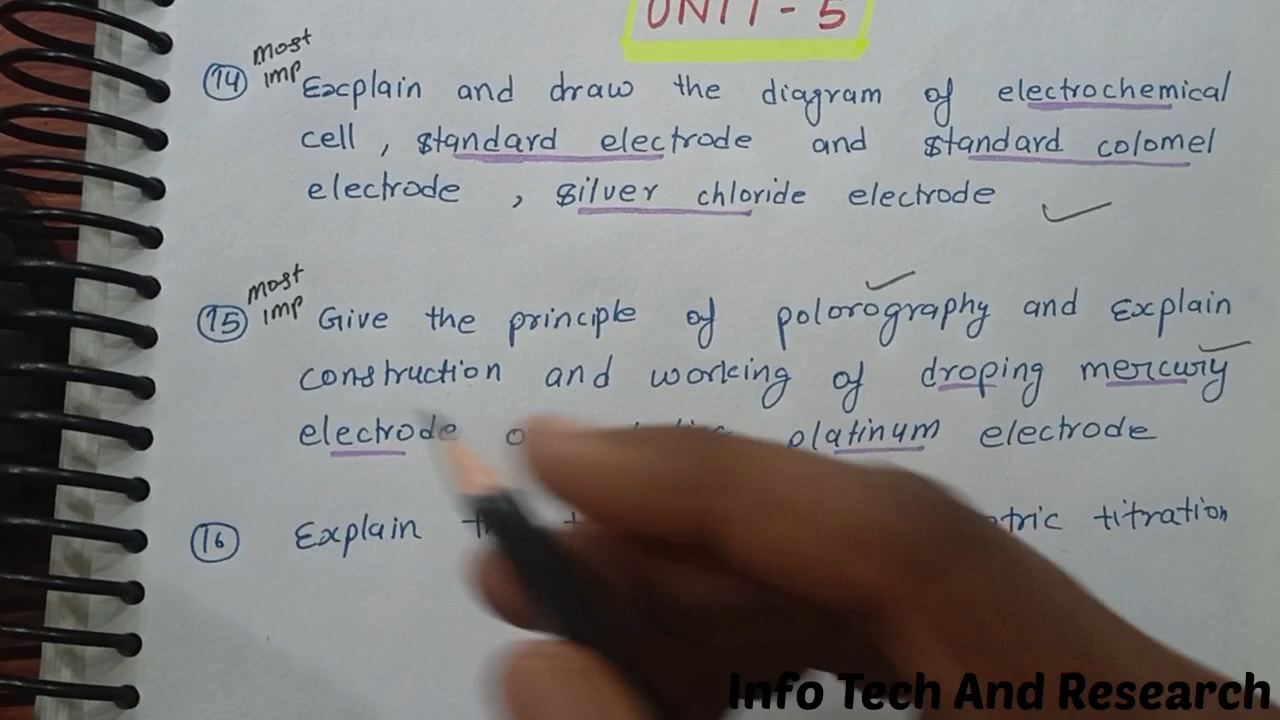 UNIT - 5
14 most imp Explain and draw the diagram of electrochemical
cell , standard electrode and standard colomel
electrode , silver chloride electrode
15 most imp Give the principle of polorography and Explain
construction and working of droping mercury
electrode platinum electrode
16 Explain titration
Info Tech And Research